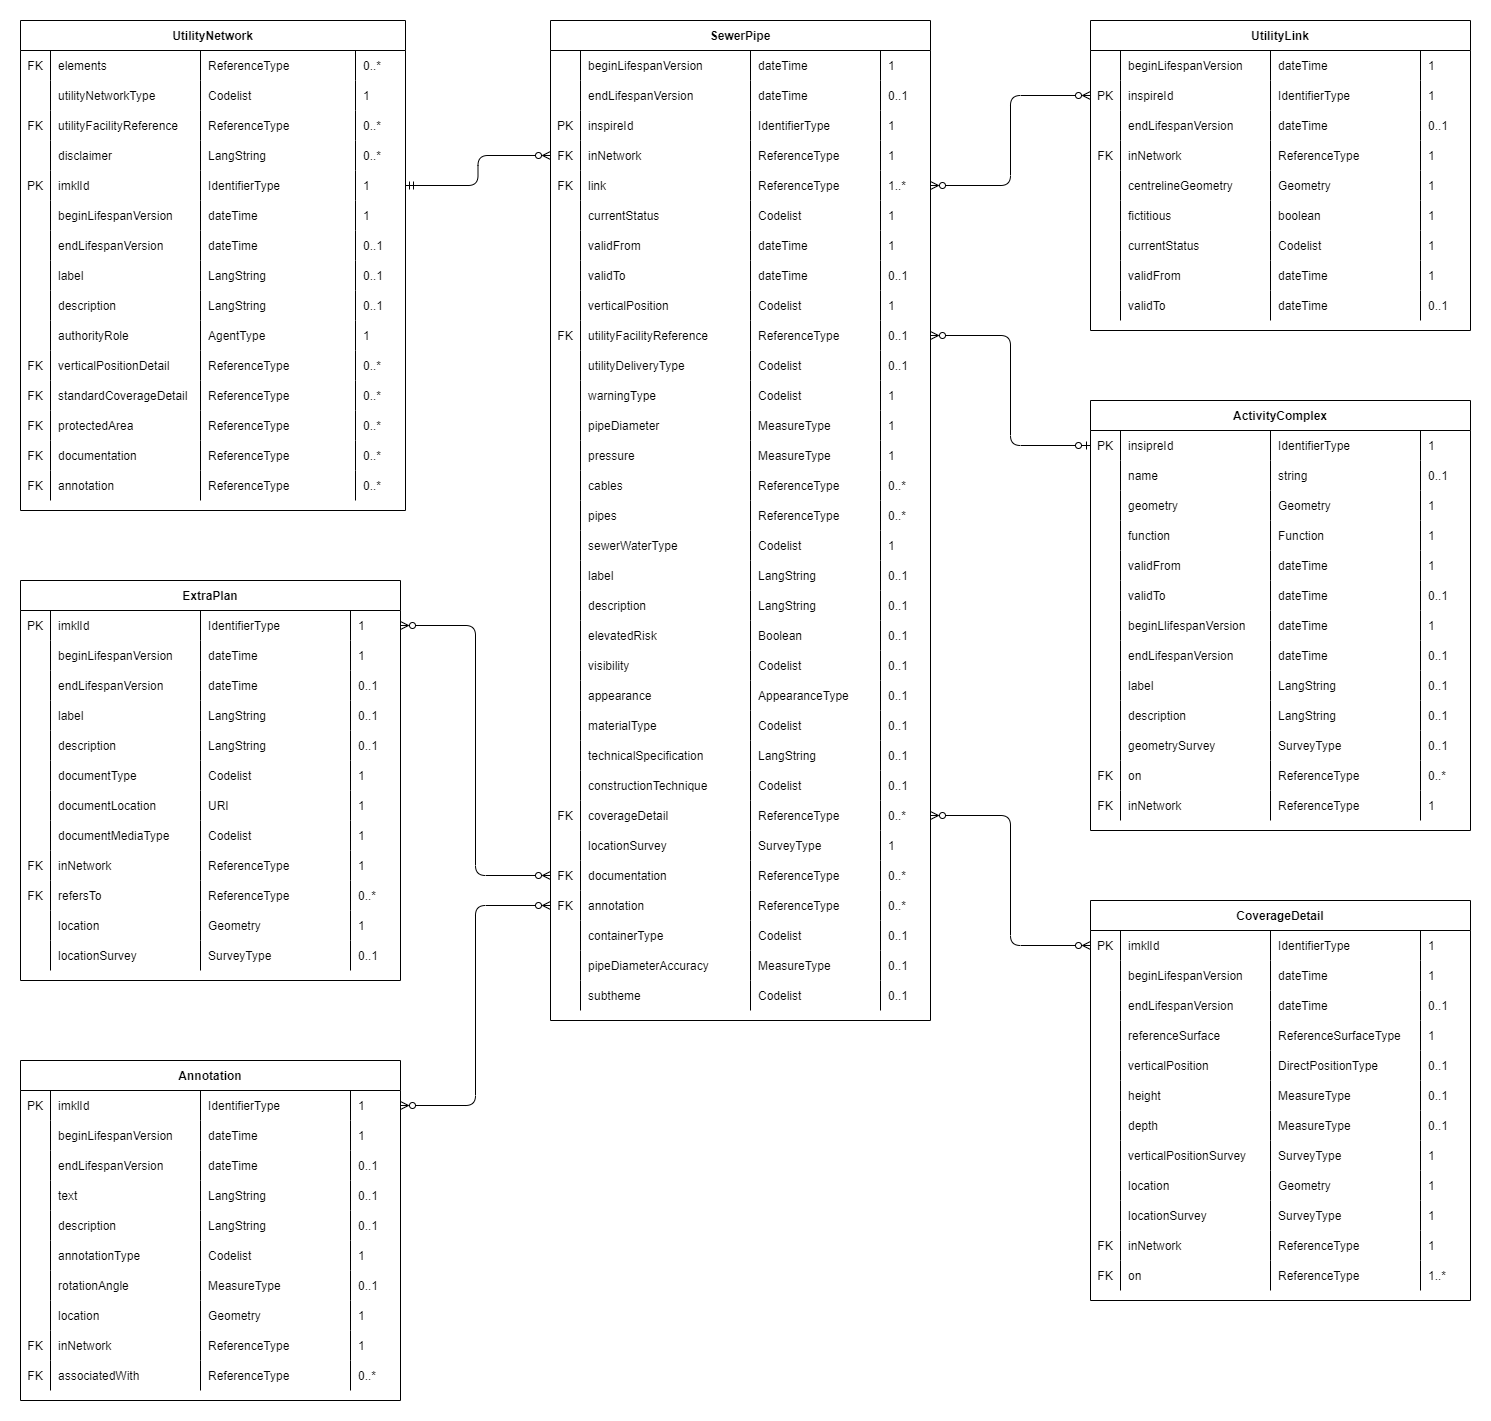 UtilityNetwork
FK elements ReferenceType 0..*
utilityNetworkType Codelist 1
FK utilityFacilityReference ReferenceType 0..*
disclaimer LangString 0..*
PK imklId IdentifierType 1
beginLifespanVersion dateTime 1
endLifespanVersion dateTime 0..1
label LangString 0..1
description LangString 0..1
authorityRole AgentType 1
FK verticalPositionDetail ReferenceType 0..*
FK standardCoverageDetail ReferenceType 0..*
FK protectedArea ReferenceType 0..*
FK documentation ReferenceType 0..*
FK annotation ReferenceType 0..*
ExtraPlan
PK imklId IdentifierType 1
beginLifespanVersion dateTime 1
endLifespanVersion dateTime 0..1
label LangString 0..1
description LangString 0..1
documentType Codelist 1
documentLocation URI 1
documentMediaType Codelist 1
FK inNetwork ReferenceType 1
FK refersTo ReferenceType 0..*
location Geometry 1
locationSurvey SurveyType 0..1
Annotation
PK imklId IdentifierType 1
beginLifespanVersion dateTime 1
endLifespanVersion dateTime 0..1
text LangString 0..1
description LangString 0..1
annotationType Codelist 1
rotationAngle MeasureType 0..1
location Geometry 1
FK inNetwork ReferenceType 1
FK associatedWith ReferenceType 0..*
SewerPipe
beginLifespanVersion dateTime 1
endLifespanVersion dateTime 0..1
PK inspireId IdentifierType 1
FK inNetwork ReferenceType 1
FK link ReferenceType 1..*
currentStatus Codelist 1
validFrom dateTime 1
validTo dateTime 0..1
verticalPosition Codelist 1
FK utilityFacilityReference ReferenceType 0..1
utilityDeliveryType Codelist 0..1
warningType Codelist 1
pipeDiameter MeasureType 1
pressure MeasureType 1
cables ReferenceType 0..*
pipes ReferenceType 0..*
sewerWaterType Codelist 1
label LangString 0..1
description LangString 0..1
elevatedRisk Boolean 0..1
visibility Codelist 0..1
appearance AppearanceType 0..1
materialType Codelist 0..1
technicalSpecification LangString 0..1
constructionTechnique Codelist 0..1
FK coverageDetail ReferenceType 0..*
locationSurvey SurveyType 1
FK documentation ReferenceType 0..*
FK annotation ReferenceType 0..*
containerType Codelist 0..1
pipeDiameterAccuracy MeasureType 0..1
subtheme Codelist 0..1
UtilityLink
beginLifespanVersion dateTime 1
PK inspireId IdentifierType 1
endLifespanVersion dateTime 0..1
FK inNetwork ReferenceType 1
centrelineGeometry Geometry 1
fictitious boolean 1
currentStatus Codelist 1
validFrom dateTime 1
validTo dateTime 0..1
ActivityComplex
PK insipreId IdentifierType 1
name string 0..1
geometry Geometry 1
function Function 1
validFrom dateTime 1
validTo dateTime 0..1
beginLlifespanVersion dateTime 1
endLifespanVersion dateTime 0..1
label LangString 0..1
description LangString 0..1
geometrySurvey SurveyType 0..1
FK on ReferenceType 0..*
FK inNetwork ReferenceType 1
CoverageDetail
PK imklId IdentifierType 1
beginLifespanVersion dateTime 1
endLifespanVersion dateTime 0..1
referenceSurface ReferenceSurfaceType 1
verticalPosition DirectPositionType 0..1
height MeasureType 0..1
depth MeasureType 0..1
verticalPositionSurvey SurveyType 1
location Geometry 1
locationSurvey SurveyType 1
FK inNetwork ReferenceType 1
FK on ReferenceType 1..*